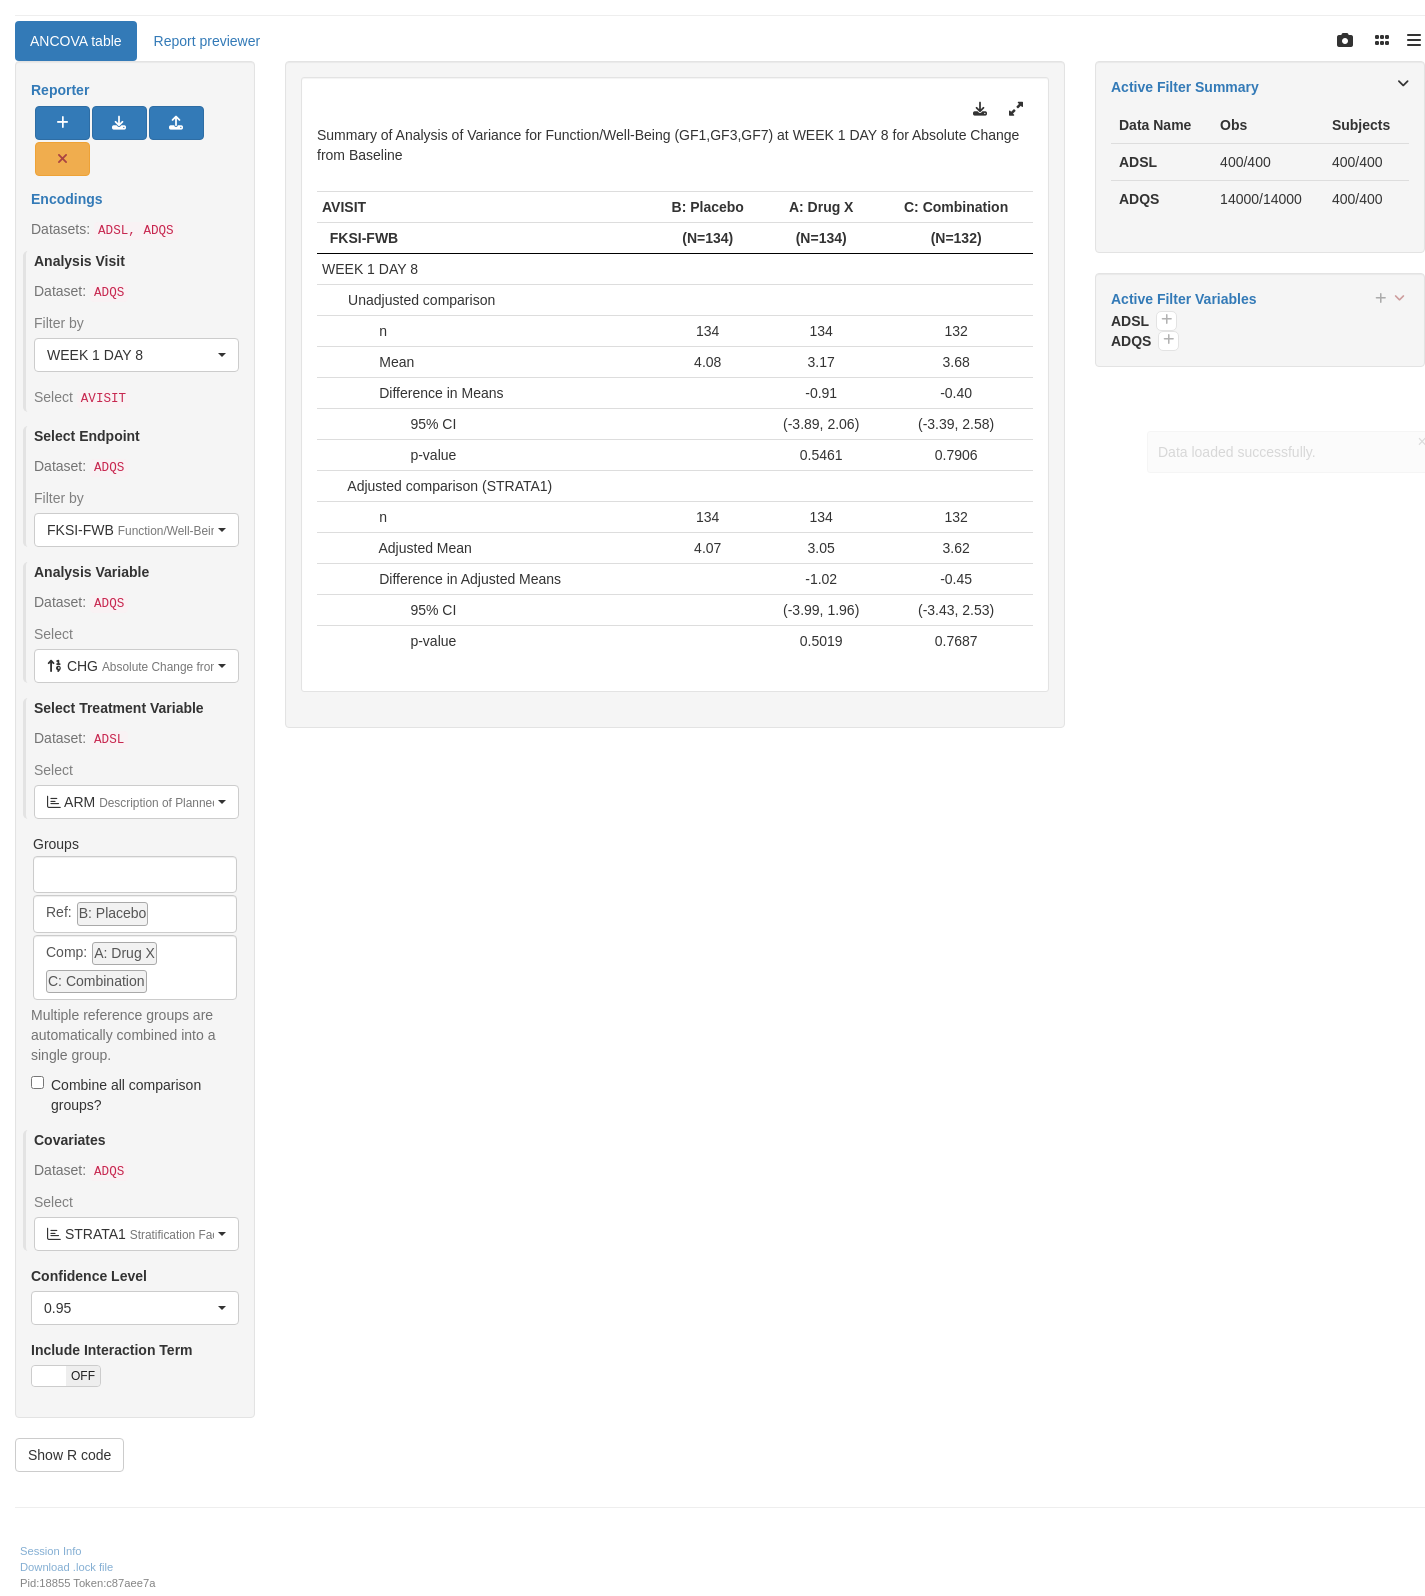 ANCOVA table
Report previewer
Reporter
Encodings
Datasets: ADSL, ADQS
Analysis Visit
Dataset: ADQS
Filter by
WEEK 1 DAY 8
Select AVISIT
Select Endpoint
Dataset: ADQS
Filter by
FKSI-FWB Function/Well-Bein
Analysis Variable
Dataset: ADQS
Select
CHG Absolute Change from
Select Treatment Variable
Dataset: ADSL
Select
ARM Description of Planned
Groups
Ref: B: Placebo
Comp: A: Drug X
C: Combination
Multiple reference groups are
automatically combined into a
single group.
Combine all comparison
groups?
Covariates
Dataset: ADQS
Select
STRATA1 Stratification Fac
Confidence Level
0.95
Include Interaction Term
OFF
Show R code
Summary of Analysis of Variance for Function/Well-Being (GF1,GF3,GF7) at WEEK 1 DAY 8 for Absolute Change
from Baseline
AVISIT B: Placebo A: Drug X C: Combination
FKSI-FWB (N=134) (N=134) (N=132)
WEEK 1 DAY 8
Unadjusted comparison
n 134 134 132
Mean 4.08 3.17 3.68
Difference in Means -0.91 -0.40
95% CI (-3.89, 2.06) (-3.39, 2.58)
p-value 0.5461 0.7906
Adjusted comparison (STRATA1)
n 134 134 132
Adjusted Mean 4.07 3.05 3.62
Difference in Adjusted Means -1.02 -0.45
95% CI (-3.99, 1.96) (-3.43, 2.53)
p-value 0.5019 0.7687
Active Filter Summary
Data Name Obs Subjects
ADSL 400/400 400/400
ADQS 14000/14000 400/400
Active Filter Variables
ADSL
ADQS
Data loaded successfully.
Session Info
Download .lock file
Pid:18855 Token:c87aee7a